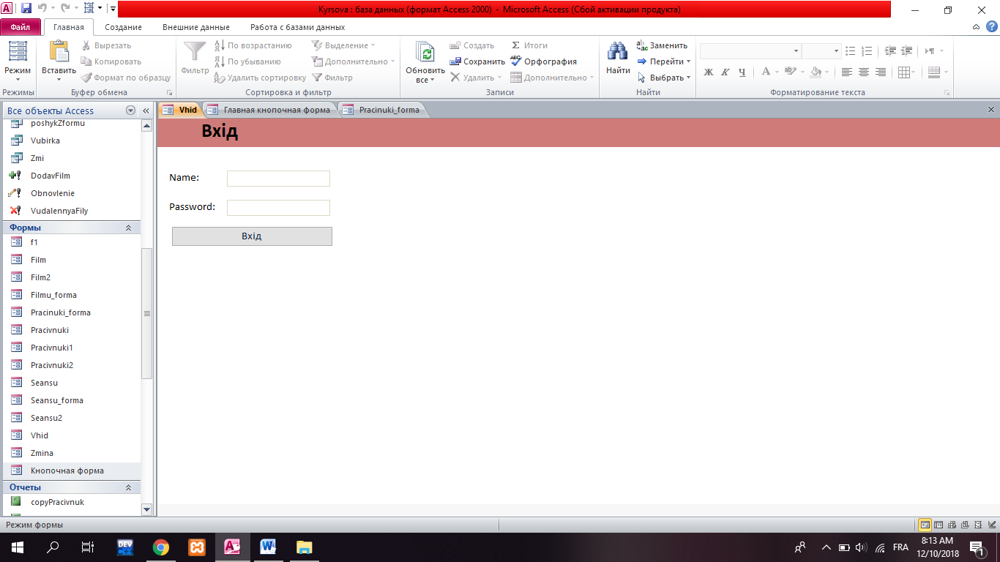 Kyrsova : база данных (формат Access 2000) - Microsoft Access (Сбой активации продукта)
Файл Главная Создание Внешние данные Работа с базами данных
Режим
Режимы
Вставить
Вырезать
Копировать
Формат по образцу
Буфер обмена
Фильтр
По возрастанию
По убыванию
Удалить сортировку
Выделение
Дополнительно
Фильтр
Сортировка и фильтр
Обновить
все
Создать
Сохранить
Удалить
Итоги
Орфография
Дополнительно
Записи
Найти
Заменить
Перейти
Выбрать
Найти
Ж К Ч
Форматирование текста
Все объекты Access
poshykZformu
Vubirka
Zmi
DodavFilm
Obnovlenie
VudalennyaFily
Формы
f1
Film
Film2
Filmu_forma
Pracinuki_forma
Pracivnuki
Pracivnuki1
Pracivnuki2
Seansu
Seansu_forma
Seansu2
Vhid
Zmina
Кнопочная форма
Отчеты
copyPracivnuk
Vhid Главная кнопочная форма Pracinuki_forma
Вхід
Name:
Password:
Вхід
Режим формы
FRA
8:13 AM
12/10/2018
1